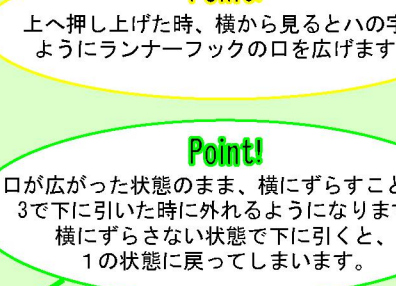 上へ押し上げた時、横から見るとハの字
ようにランナーフックの口を広げます
Point!
口が広がった状態のまま、横にずらすこと
3で下に引いた時に外れるようになります
横にずらさない状態で下に引くと、
１の状態に戻ってしまいます。